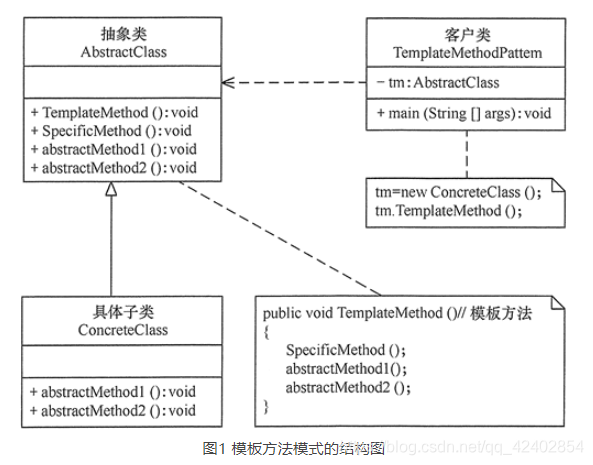 抽象类
AbstractClass
+ TemplateMethod ():void
+ SpecificMethod ():void
+ abstractMethod1 ():void
+ abstractMethod2 ():void
客户类
TemplateMethodPattem
- tm:AbstractClass
+ main (String [] args):void
tm=new ConcreteClass ();
tm.TemplateMethod ();
具体子类
ConcreteClass
+ abstractMethod1 ():void
+ abstractMethod2 ():void
public void TemplateMethod ()// 模板方法
{
SpecificMethod ();
abstractMethod1();
abstractMethod2 ();
}
图1 模板方法模式的结构图
blog.csdn.net/qq_42402854